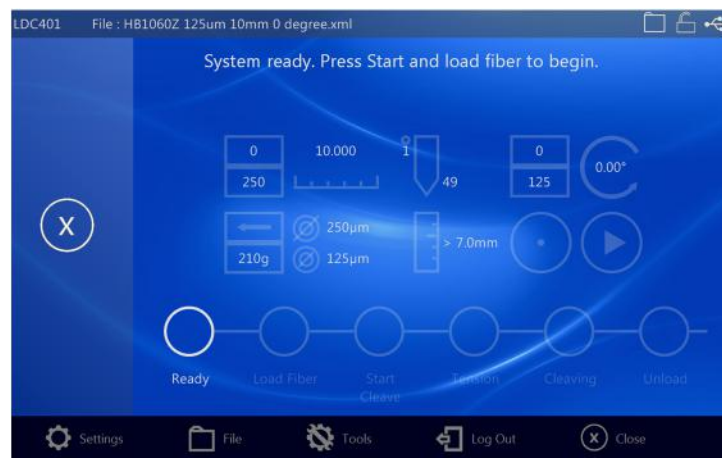 LDC401 File : HB1060Z 125um 10mm 0 degree.xml
System ready. Press Start and load fiber to begin.
0 10.000 1 0
250 49 125 0.00°
210g 250µm > 7.0mm
125µm
X
Ready Load Fiber Start Cleave Tension Cleaving Unload
Settings File Tools Log Out X Close